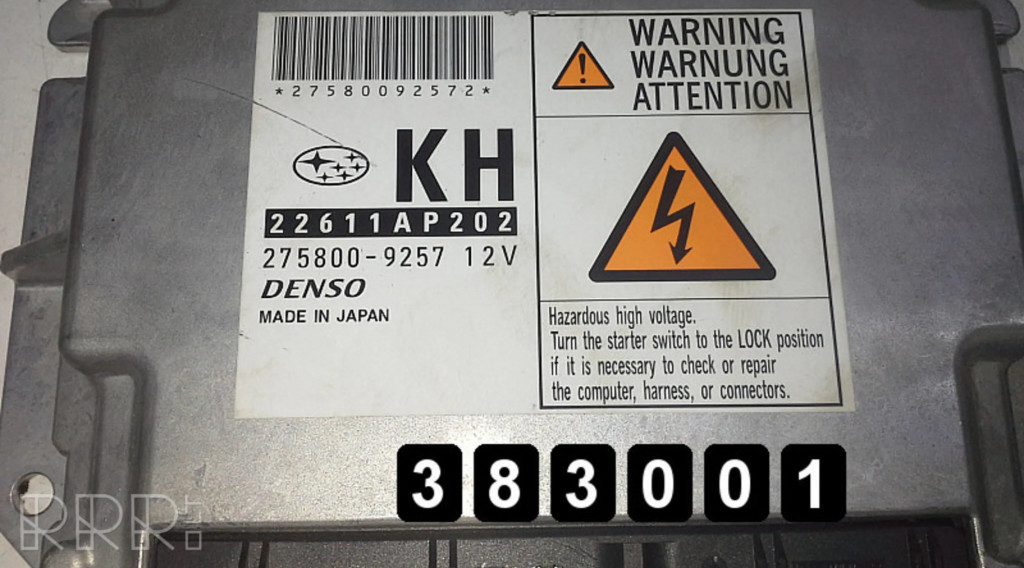 *27580092572*
KH
22611AP202
275800-9257 12V
DENSO
MADE IN JAPAN
WARNING
WARNUNG
ATTENTION
Hazardous high voltage.
Turn the starter switch to the LOCK position
if it is necessary to check or repair
the computer, harness, or connectors.
383001
RRR: